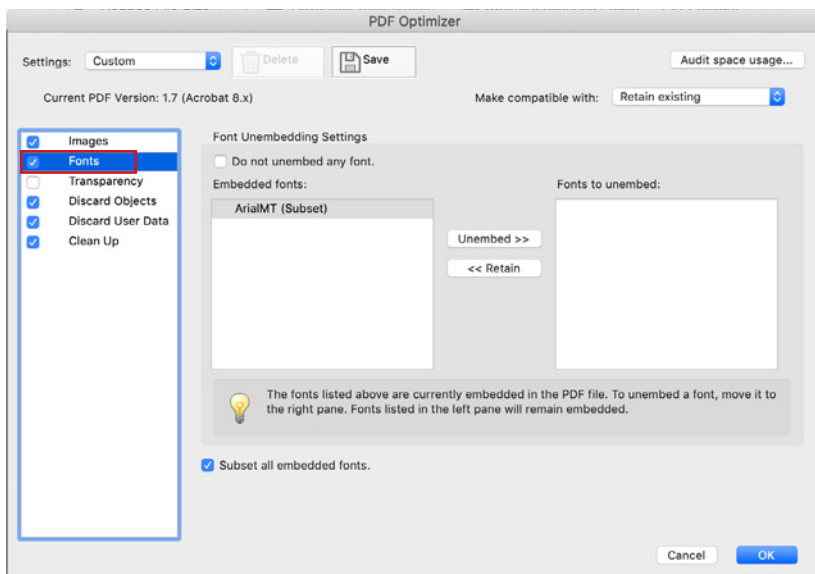 PDF Optimizer
Settings: Custom Delete Save Audit space usage...
Current PDF Version: 1.7 (Acrobat 8.x) Make compatible with: Retain existing
Images
Fonts
Transparency
Discard Objects
Discard User Data
Clean Up
Font Unembedding Settings
Do not unembed any font.
Embedded fonts: Fonts to unembed:
ArialMT (Subset)
Unembed >>
<< Retain
The fonts listed above are currently embedded in the PDF file. To unembed a font, move it to
the right pane. Fonts listed in the left pane will remain embedded.
Subset all embedded fonts.
Cancel OK